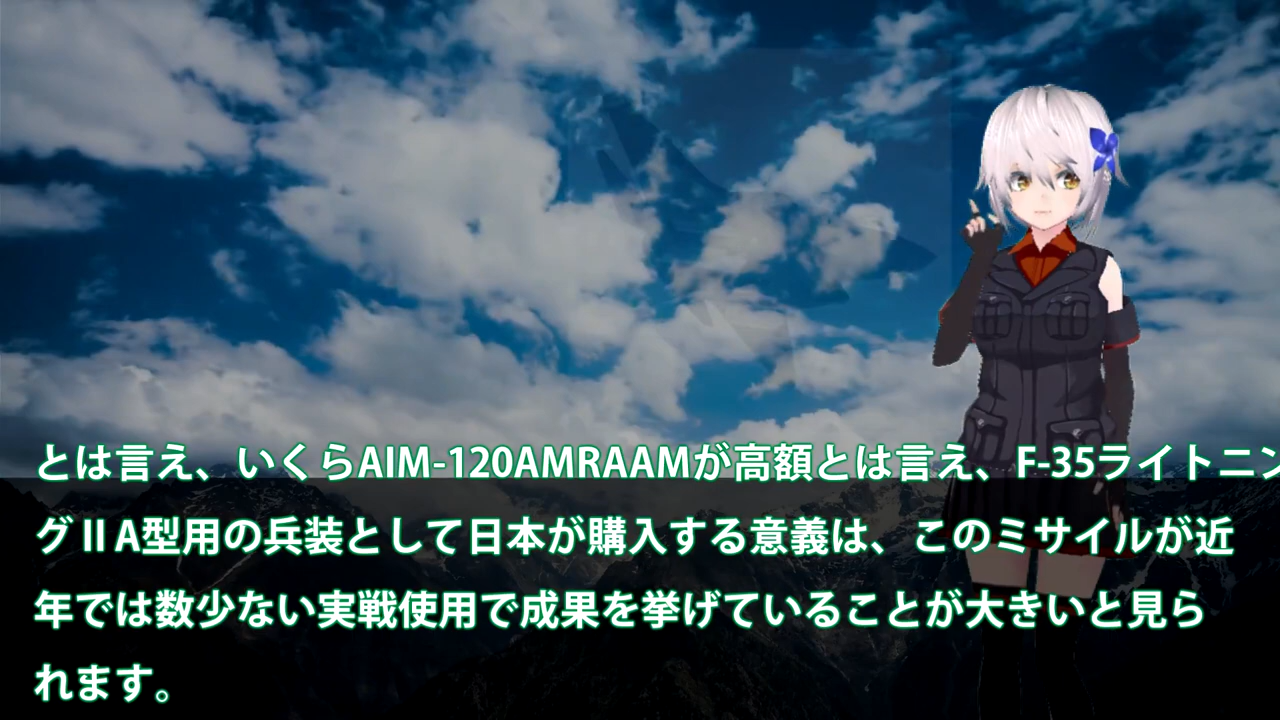 とは言え、いくらAIM-120AMRAAMが高額とは言え、F-35ライトニン
グⅡA型用の兵装として日本が購入する意義は、このミサイルが近
年では数少ない実戦使用で成果を挙げていることが大きいと見ら
れます。